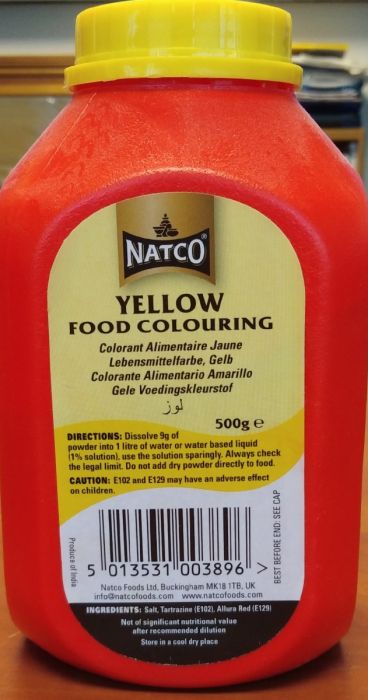 NATCO
YELLOW
FOOD COLOURING
Colorant Alimentaire Jaune
Lebensmittelfarbe, Gelb
Colorante Alimentario Amarillo
Gele Voedingskleurstof
لوز
500g e
DIRECTIONS: Dissolve 9g of
powder into 1 litre of water or water based liquid
(1% solution), use the solution sparingly. Always check
the legal limit. Do not add dry powder directly to food.
CAUTION: E102 and E129 may have an adverse effect
on children.
Produce of India
BEST BEFORE END: SEE CAP
5 013531 003896 >
Natco Foods Ltd, Buckingham MK18 1TB, UK
info@natcofoods.com www.natcofoods.com
INGREDIENTS: Salt, Tartrazine (E102), Allura Red (E129)
Not of significant nutritional value
after recommended dilution
Store in a cool dry place